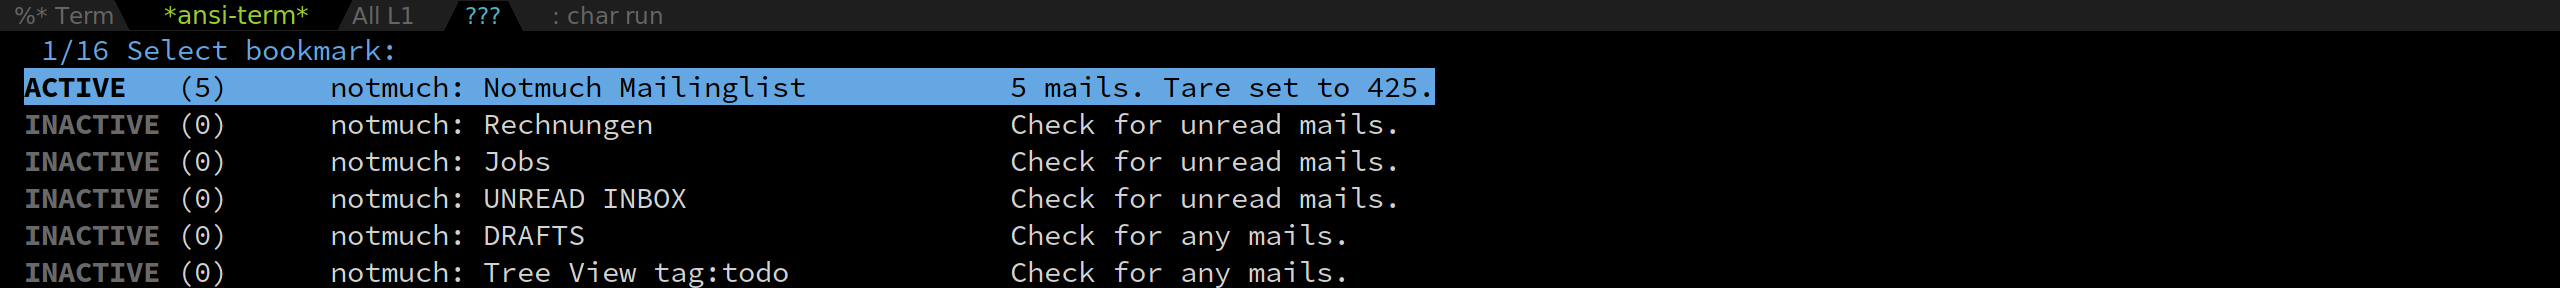 %* Term *ansi-term* All L1 ??? : char run
1/16 Select bookmark:
ACTIVE (5) notmuch: Notmuch Mailinglist 5 mails. Tare set to 425.
INACTIVE (0) notmuch: Rechnungen Check for unread mails.
INACTIVE (0) notmuch: Jobs Check for unread mails.
INACTIVE (0) notmuch: UNREAD INBOX Check for unread mails.
INACTIVE (0) notmuch: DRAFTS Check for any mails.
INACTIVE (0) notmuch: Tree View tag:todo Check for any mails.